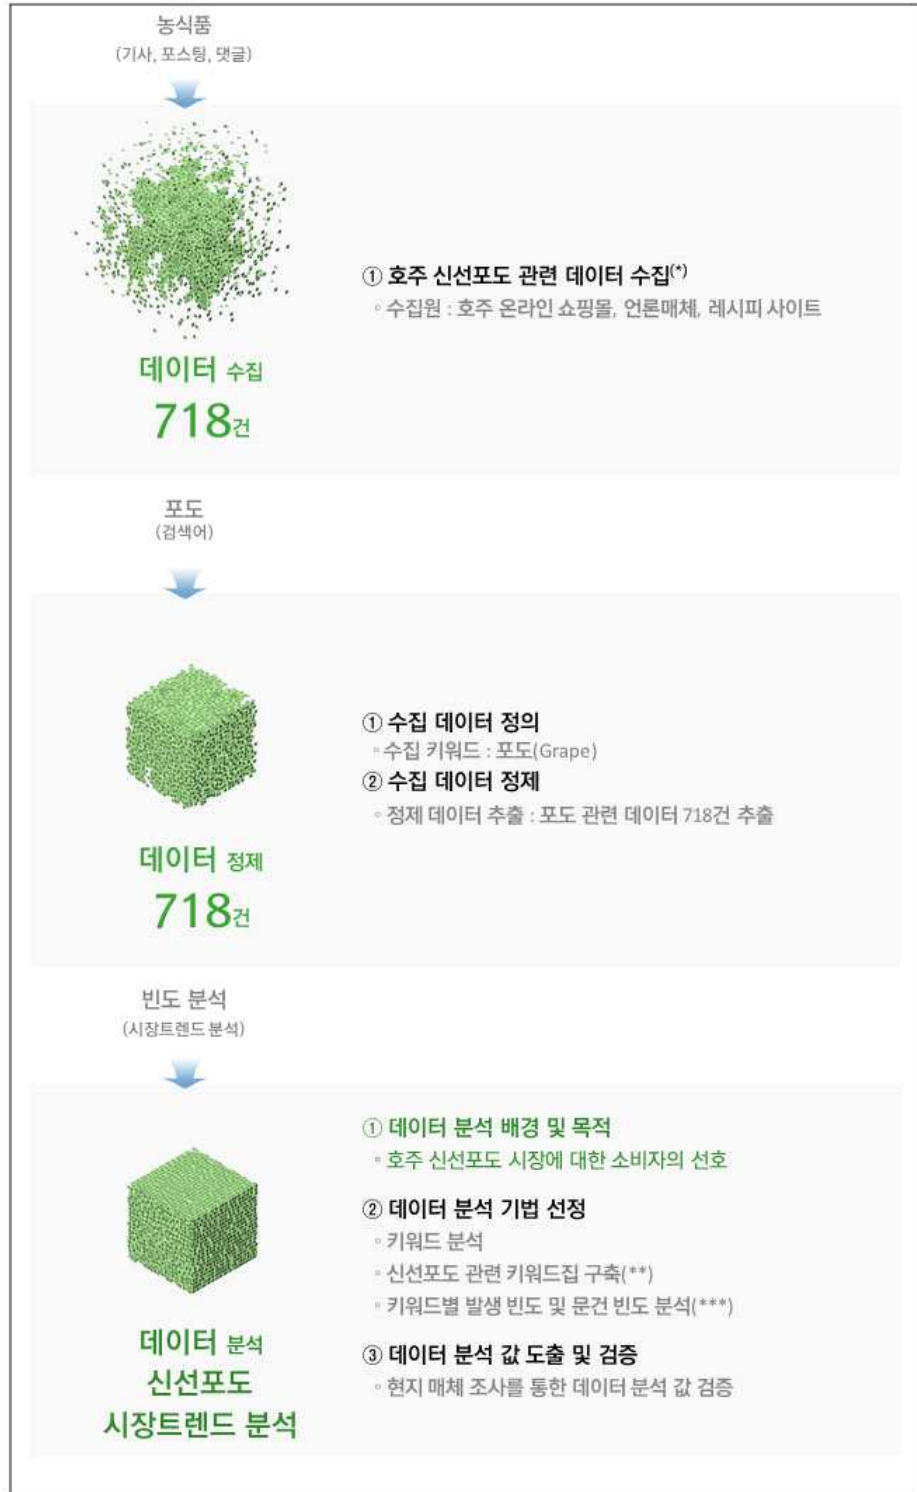 농식품
(기사, 포스팅, 댓글)
① 호주 신선포도 관련 데이터 수집(*)
◦ 수집원 : 호주 온라인 쇼핑몰, 언론매체, 레시피 사이트
데이터 수집
718건
포도
(검색어)
① 수집 데이터 정의
◦ 수집 키워드 : 포도(Grape)
② 수집 데이터 정제
◦ 정제 데이터 추출 : 포도 관련 데이터 718건 추출
데이터 정제
718건
빈도 분석
(시장트렌드 분석)
① 데이터 분석 배경 및 목적
◦ 호주 신선포도 시장에 대한 소비자의 선호
② 데이터 분석 기법 선정
◦ 키워드 분석
◦ 신선포도 관련 키워드집 구축(**)
◦ 키워드별 발생 빈도 및 문건 빈도 분석(***)
③ 데이터 분석 값 도출 및 검증
◦ 현지 매체 조사를 통한 데이터 분석 값 검증
데이터 분석
신선포도
시장트렌드 분석